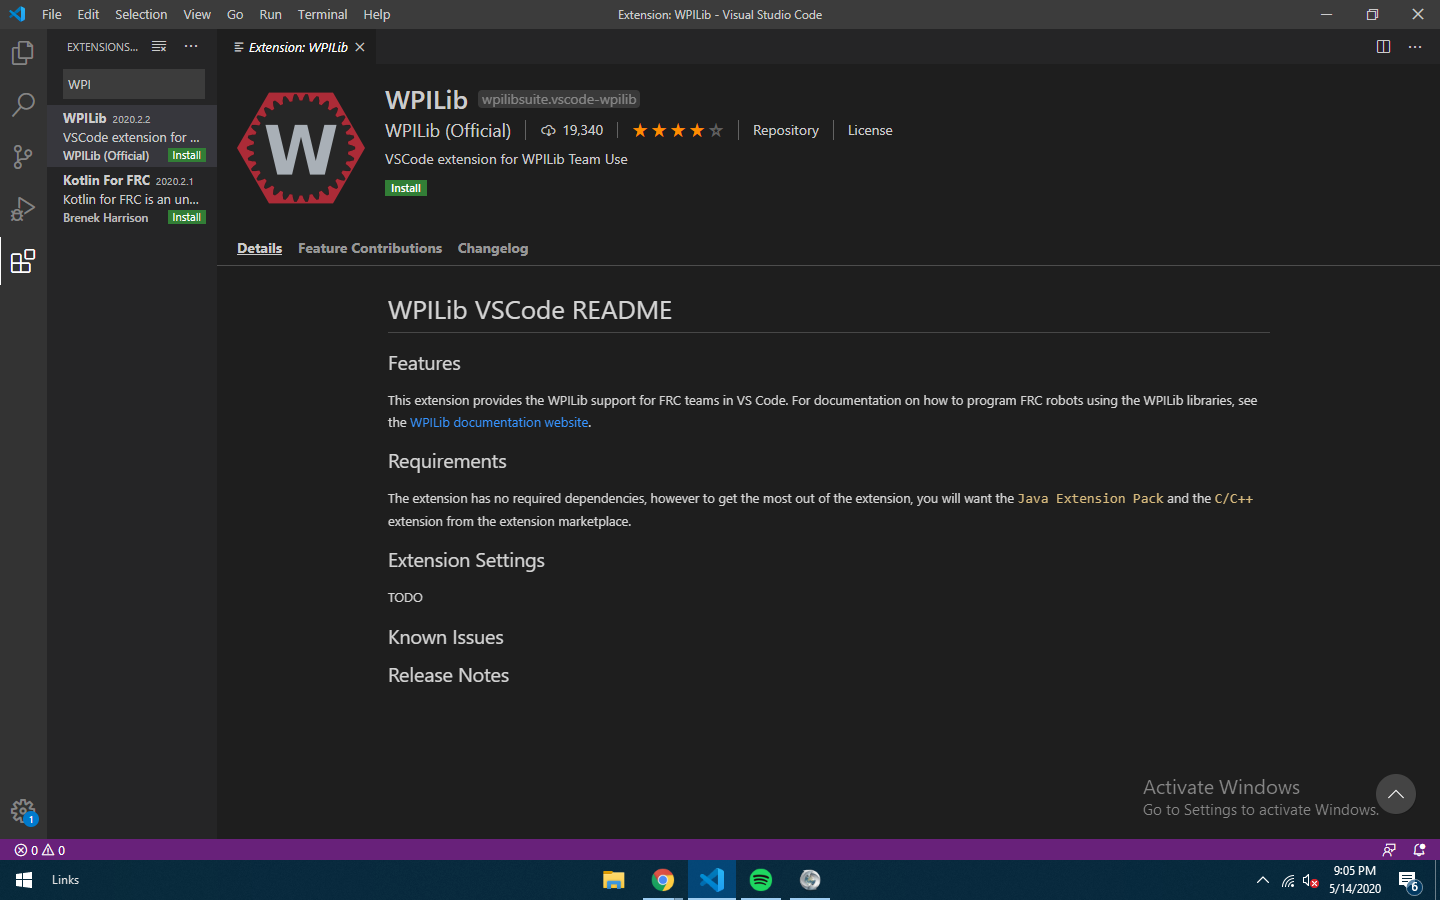 File Edit Selection View Go Run Terminal Help
Extension: WPILib - Visual Studio Code
EXTENSIONS...
Extension: WPILib
WPI
WPILib 2020.2.2
VSCode extension for ...
WPILib (Official) Install
Kotlin For FRC 2020.2.1
Kotlin for FRC is an un...
Brenek Harrison Install
W
WPILib wpilibsuite.vscode-wpilib
WPILib (Official) 19,340 Repository License
VSCode extension for WPILib Team Use
Install
Details Feature Contributions Changelog
WPILib VSCode README
Features
This extension provides the WPILib support for FRC teams in VS Code. For documentation on how to program FRC robots using the WPILib libraries, see
the WPILib documentation website.
Requirements
The extension has no required dependencies, however to get the most out of the extension, you will want the Java Extension Pack and the C/C++
extension from the extension marketplace.
Extension Settings
TODO
Known Issues
Release Notes
Activate Windows
Go to Settings to activate Windows.
1
0 0
Links
9:05 PM
5/14/2020
6